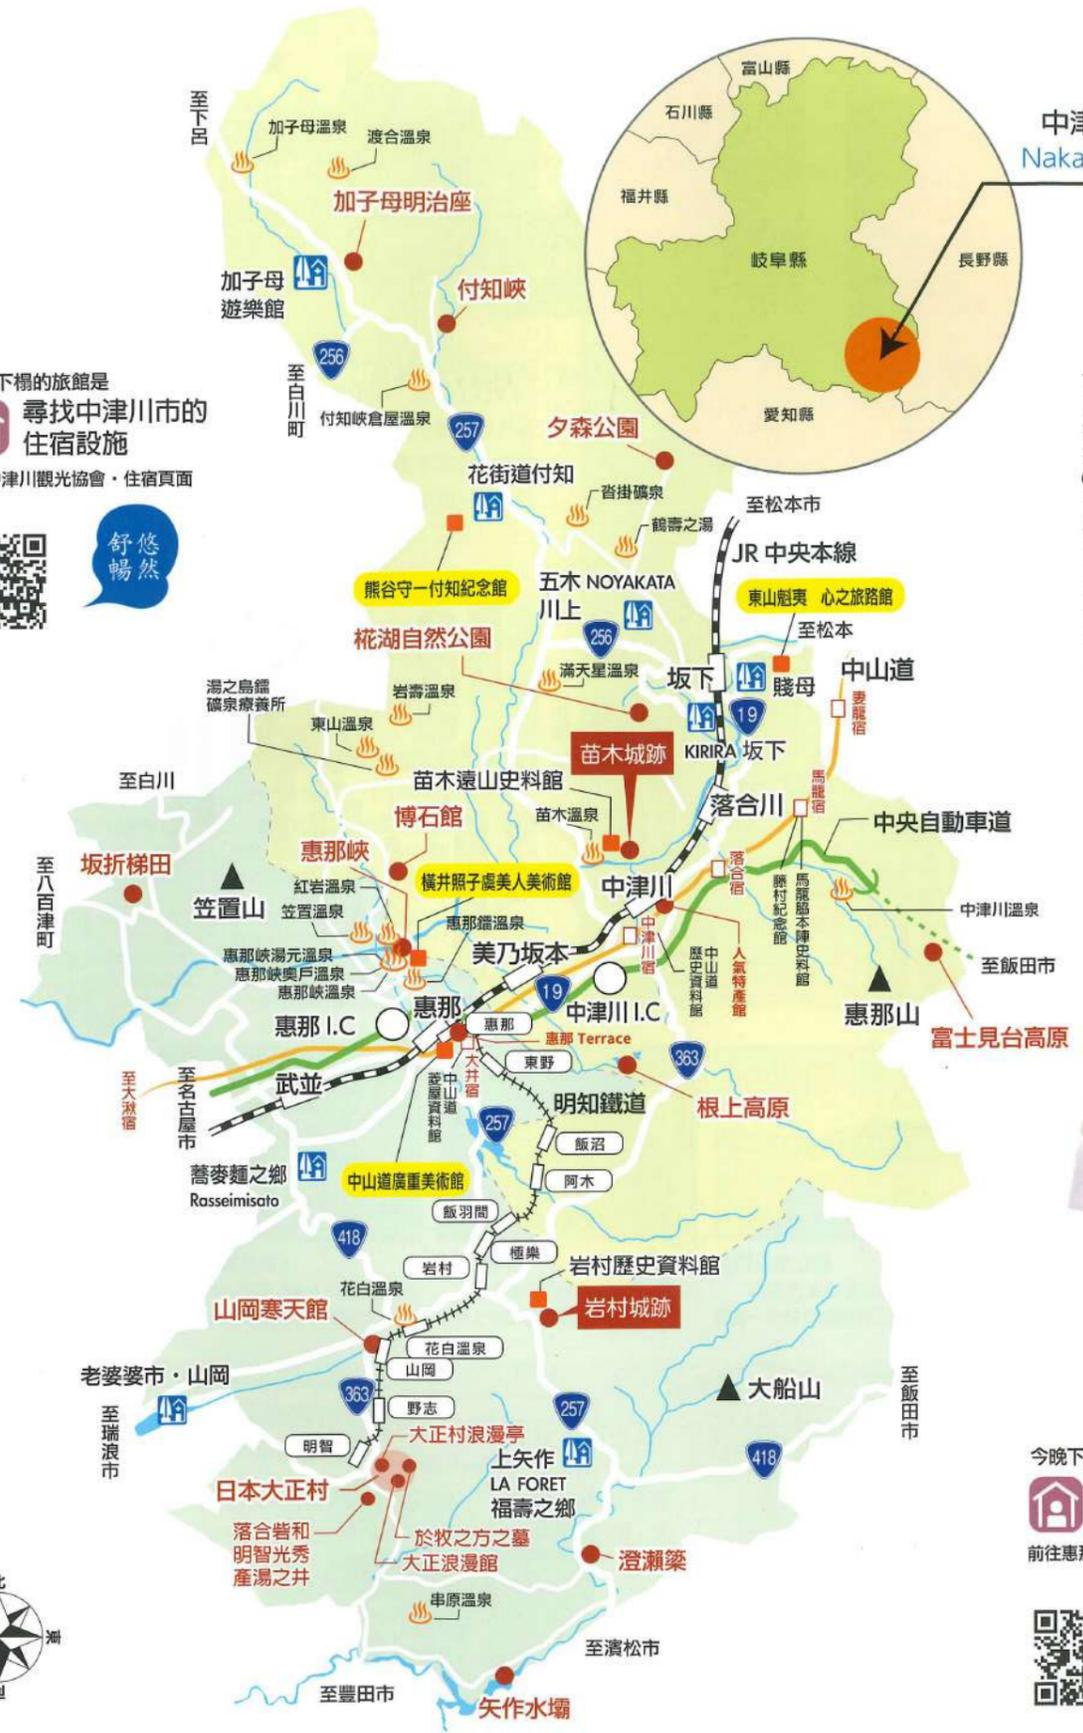 富山縣
石川縣
福井縣
岐阜縣
長野縣
愛知縣
中津
Naka
至下呂
加子母溫泉
渡合溫泉
加子母明治座
加子母
遊樂館
付知峽
256
至白川町
付知峽倉屋溫泉
257
下榻的旅館是
尋找中津川市的
住宿設施
津川觀光協會・住宿頁面
舒悠
暢然
夕森公園
花街道付知
沓掛礦泉
鶴壽之湯
至松本市
JR 中央本線
熊谷守一付知紀念館
五木 NOYAKATA
川上
東山魁夷 心之旅路館
至松本
256
椛湖自然公園
滿天星溫泉
坂下
賤母
中山道
妻籠宿
湯之島鐳
礦泉療養所
岩壽溫泉
東山溫泉
19
KIRIRA 坂下
苗木城跡
苗木遠山史料館
苗木溫泉
落合川
馬籠宿
中央自動車道
至白川
博石館
惠那峽
坂折梯田
至八百津町
笠置山
紅岩溫泉
笠置溫泉
橫井照子虞美人美術館
惠那鐳溫泉
惠那峽湯元溫泉
惠那峽奧戶溫泉
惠那峽溫泉
中津川
落合宿
藤村紀念館
馬籠脇本陣史料館
中津川溫泉
美乃坂本
中津川宿
中山道
歷史資料館
人氣特產館
至飯田市
惠那山
富士見台高原
惠那
惠那 I.C
19
中津川 I.C
惠那
惠那 Terrace
東野
363
根上高原
武並
至大湫宿
至名古屋市
大井宿
中山道
菱屋資料館
明知鐵道
257
飯沼
阿木
蕎麥麵之鄉
Rasseimisato
中山道廣重美術館
飯羽間
418
極樂
岩村
岩村歷史資料館
岩村城跡
花白溫泉
山岡寒天館
花白溫泉
山岡
老婆婆市・山岡
至瑞浪市
363
野志
大船山
至飯田市
257
明智
大正村浪漫亭
上矢作
LA FORET
福壽之鄉
418
日本大正村
落合砦和
明智光秀
產湯之井
於牧之方之墓
大正浪漫館
澄瀨簗
串原溫泉
至濱松市
至豐田市
矢作水壩
今晚下
前往惠
東